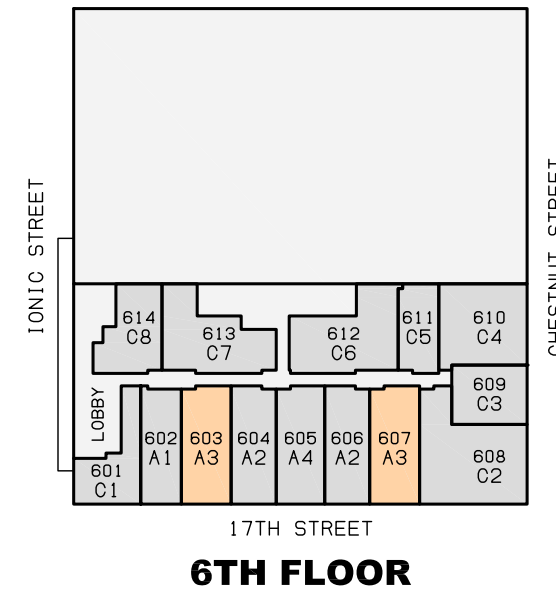 IONIC STREET
CHESTNUT STREET
614
C8
613
C7
612
C6
611
C5
610
C4
609
C3
LOBBY
601
C1
602
A1
603
A3
604
A2
605
A4
606
A2
607
A3
608
C2
17TH STREET
6TH FLOOR